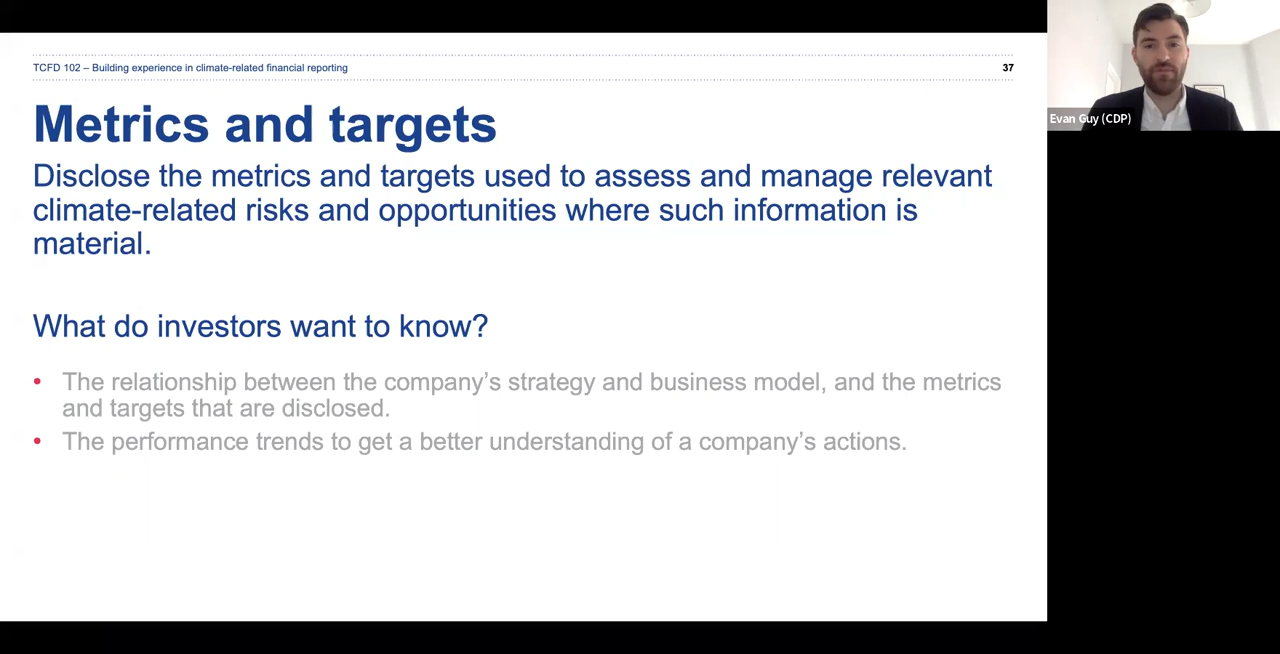 TCFD 102 – Building experience in climate-related financial reporting
37
Metrics and targets
Disclose the metrics and targets used to assess and manage relevant
climate-related risks and opportunities where such information is
material.
What do investors want to know?
• The relationship between the company’s strategy and business model, and the metrics
and targets that are disclosed.
• The performance trends to get a better understanding of a company’s actions.
Evan Guy (CDP)